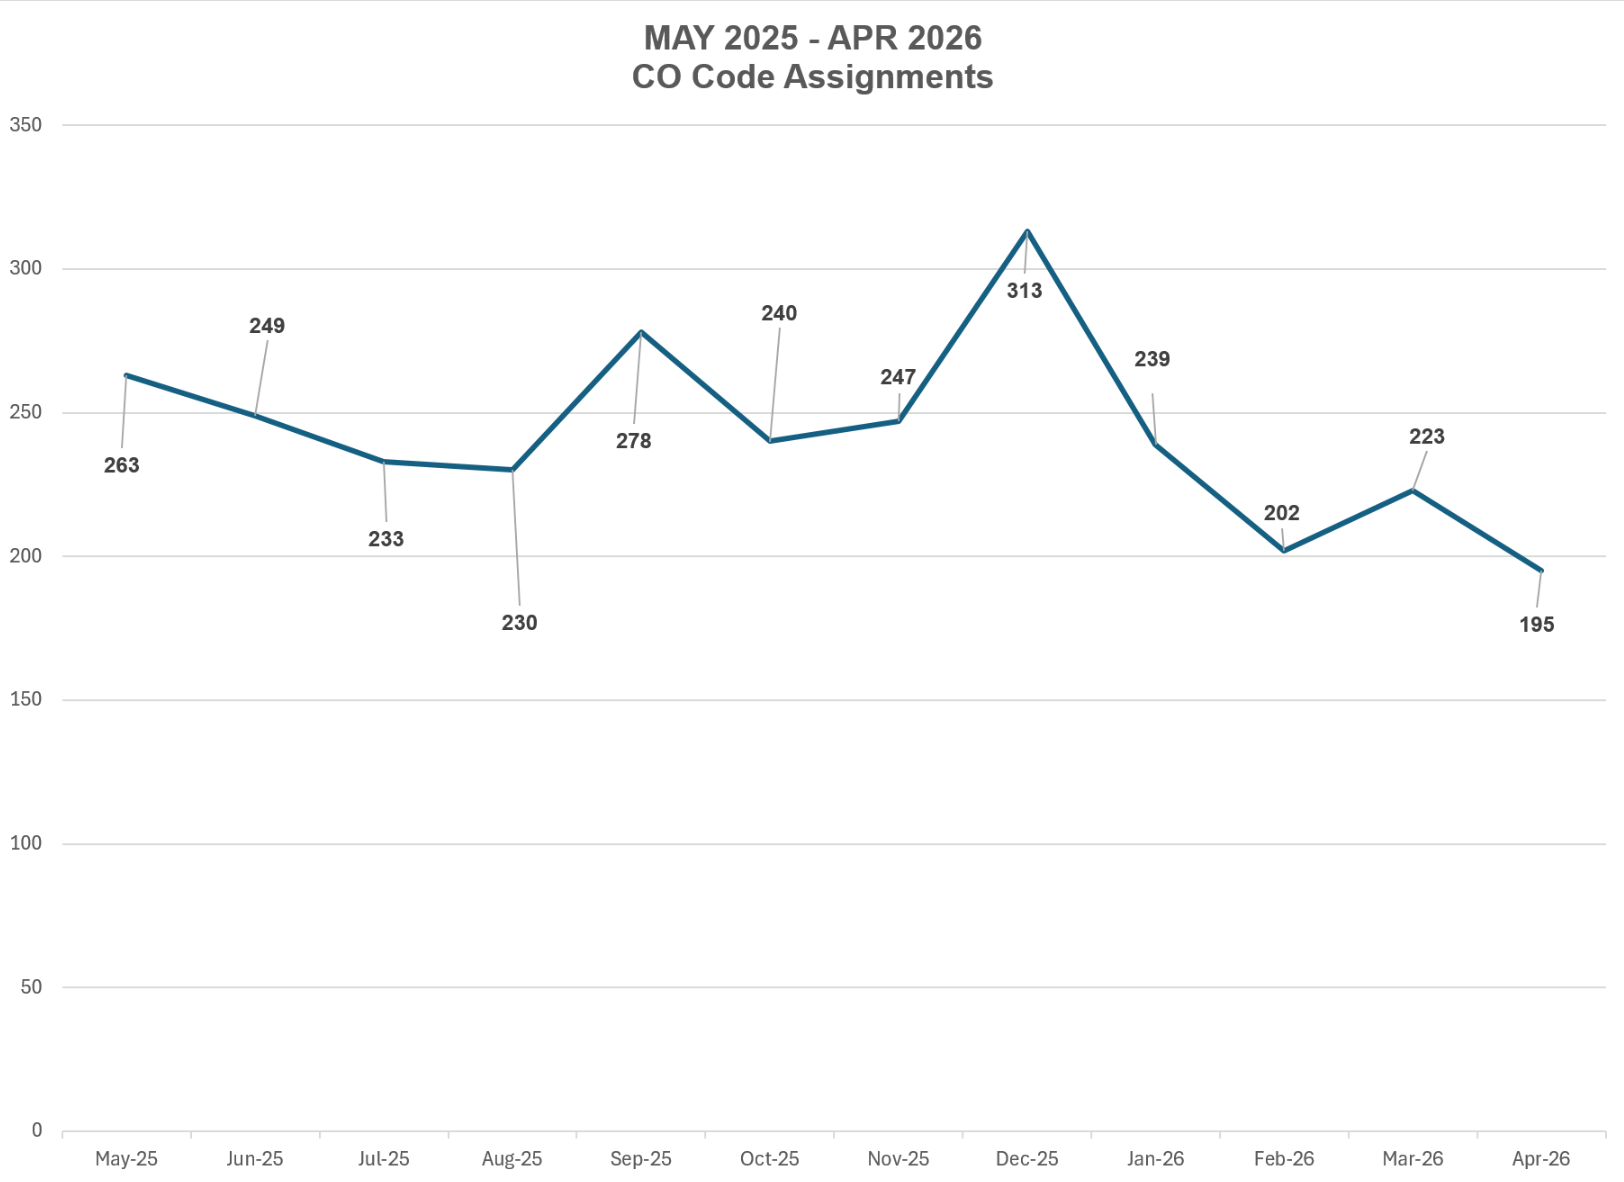 MAY 2025 - APR 2026
CO Code Assignments
350
300
250
200
150
100
50
0
263
249
233
230
278
240
247
313
239
202
223
195
May-25
Jun-25
Jul-25
Aug-25
Sep-25
Oct-25
Nov-25
Dec-25
Jan-26
Feb-26
Mar-26
Apr-26